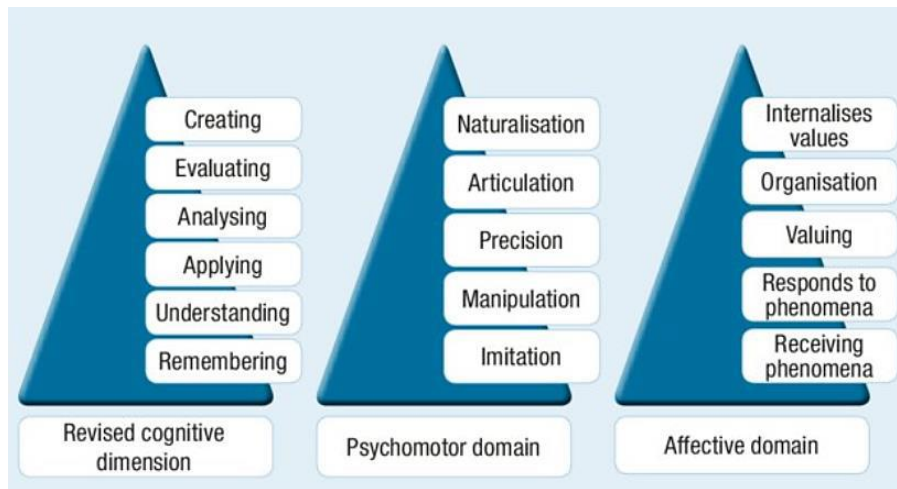 Creating
Evaluating
Analysing
Applying
Understanding
Remembering
Revised cognitive
dimension
Naturalisation
Articulation
Precision
Manipulation
Imitation
Psychomotor domain
Internalises
values
Organisation
Valuing
Responds to
phenomena
Receiving
phenomena
Affective domain